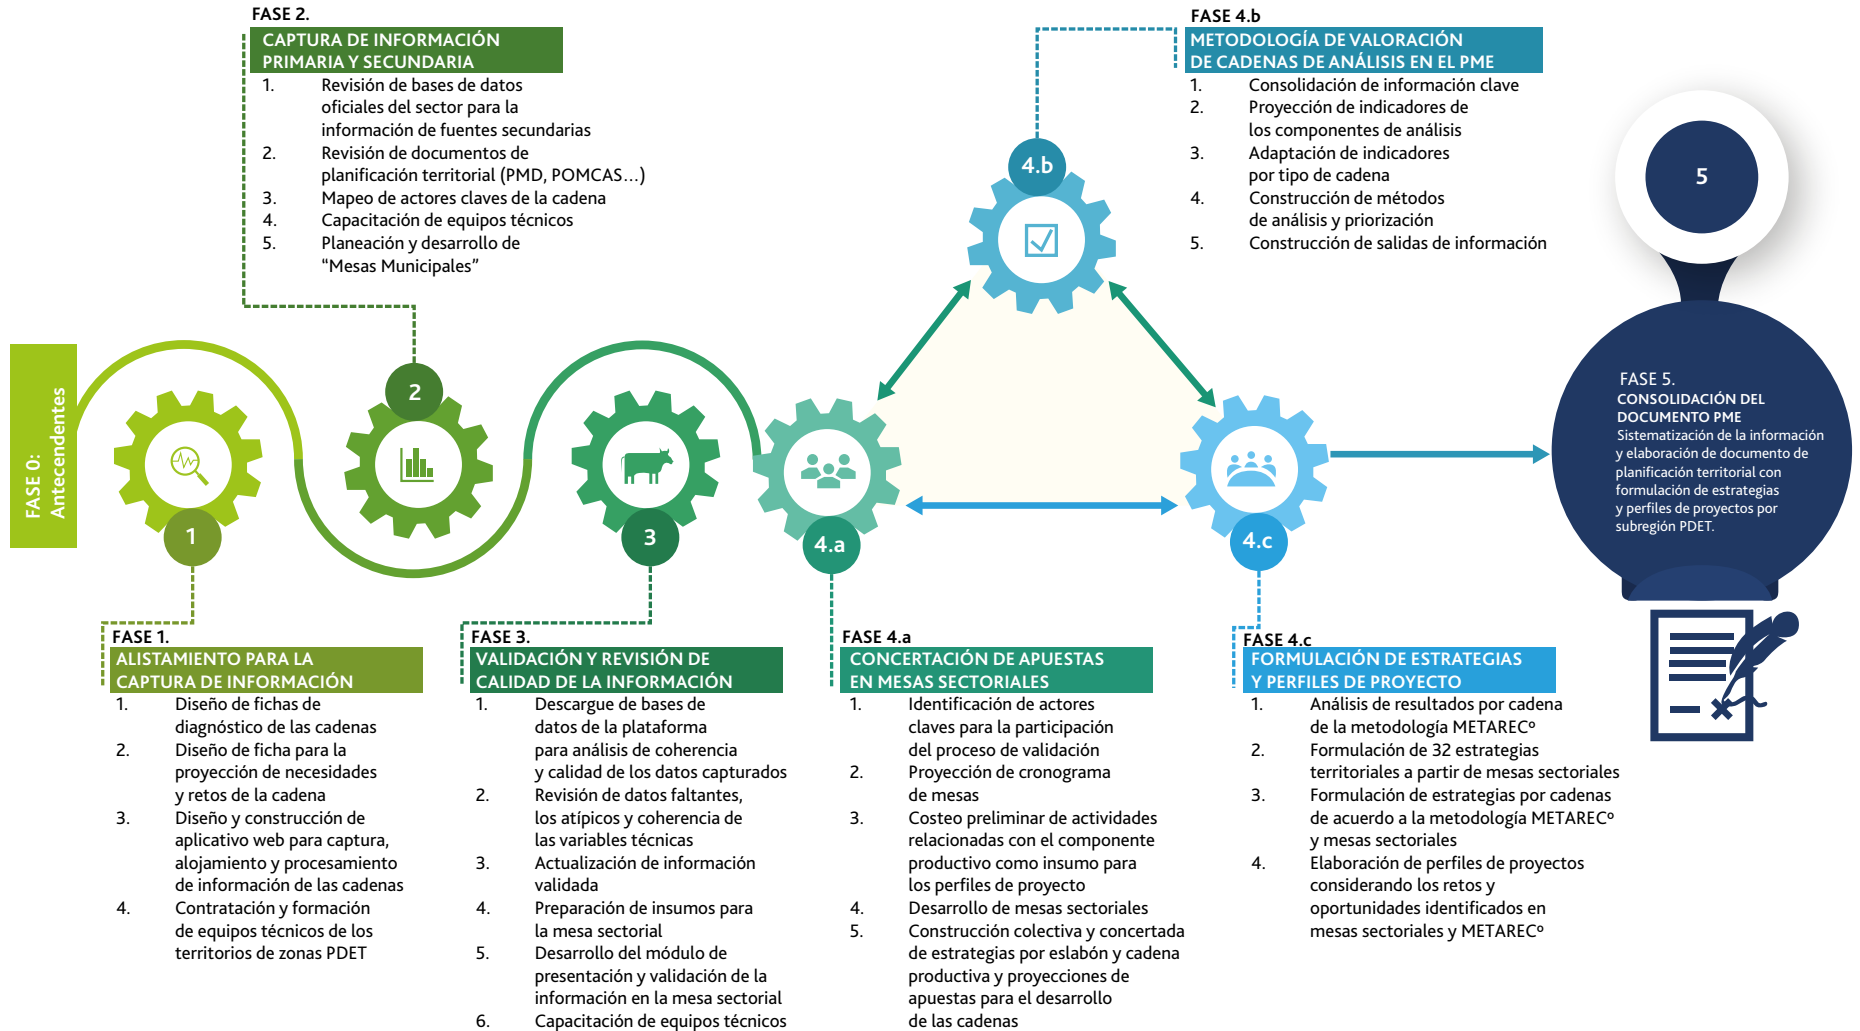 FASE 0:
Antecendentes
1
FASE 1.
ALISTAMIENTO PARA LA
CAPTURA DE INFORMACIÓN
1. Diseño de fichas de
diagnóstico de las cadenas
2. Diseño de ficha para la
proyección de necesidades
y retos de la cadena
3. Diseño y construcción de
aplicativo web para captura,
alojamiento y procesamiento
de información de las cadenas
4. Contratación y formación
de equipos técnicos de los
territorios de zonas PDET
2
FASE 2.
CAPTURA DE INFORMACIÓN
PRIMARIA Y SECUNDARIA
1. Revisión de bases de datos
oficiales del sector para la
información de fuentes secundarias
2. Revisión de documentos de
planificación territorial (PMD, POMCAS…)
3. Mapeo de actores claves de la cadena
4. Capacitación de equipos técnicos
5. Planeación y desarrollo de
“Mesas Municipales”
3
FASE 3.
VALIDACIÓN Y REVISIÓN DE
CALIDAD DE LA INFORMACIÓN
1. Descargue de bases de
datos de la plataforma
para análisis de coherencia
y calidad de los datos capturados
2. Revisión de datos faltantes,
los atípicos y coherencia de
las variables técnicas
3. Actualización de información
validada
4. Preparación de insumos para
la mesa sectorial
5. Desarrollo del módulo de
presentación y validación de la
información en la mesa sectorial
6. Capacitación de equipos técnicos
4.a
FASE 4.a
CONCERTACIÓN DE APUESTAS
EN MESAS SECTORIALES
1. Identificación de actores
claves para la participación
del proceso de validación
2. Proyección de cronograma
de mesas
3. Costeo preliminar de actividades
relacionadas con el componente
productivo como insumo para
los perfiles de proyecto
4. Desarrollo de mesas sectoriales
5. Construcción colectiva y concertada
de estrategias por eslabón y cadena
productiva y proyecciones de
apuestas para el desarrollo
de las cadenas
4.b
FASE 4.b
METODOLOGÍA DE VALORACIÓN
DE CADENAS DE ANÁLISIS EN EL PME
1. Consolidación de información clave
2. Proyección de indicadores de
los componentes de análisis
3. Adaptación de indicadores
por tipo de cadena
4. Construcción de métodos
de análisis y priorización
5. Construcción de salidas de información
4.c
FASE 4.c
FORMULACIÓN DE ESTRATEGIAS
Y PERFILES DE PROYECTO
1. Análisis de resultados por cadena
de la metodología METARECº
2. Formulación de 32 estrategias
territoriales a partir de mesas sectoriales
3. Formulación de estrategias por cadenas
de acuerdo a la metodología METARECº
y mesas sectoriales
4. Elaboración de perfiles de proyectos
considerando los retos y
oportunidades identificados en
mesas sectoriales y METARECº
5
FASE 5.
CONSOLIDACIÓN DEL
DOCUMENTO PME
Sistematización de la información
y elaboración de documento de
planificación territorial con
formulación de estrategias
y perfiles de proyectos por
subregión PDET.